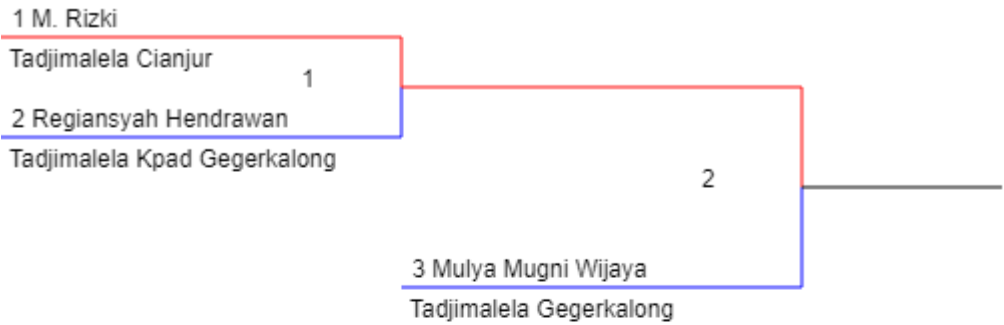 1 M. Rizki
Tadjimalela Cianjur
1
2 Regiansyah Hendrawan
Tadjimalela Kpad Gegerkalong
2
3 Mulya Mugni Wijaya
Tadjimalela Gegerkalong